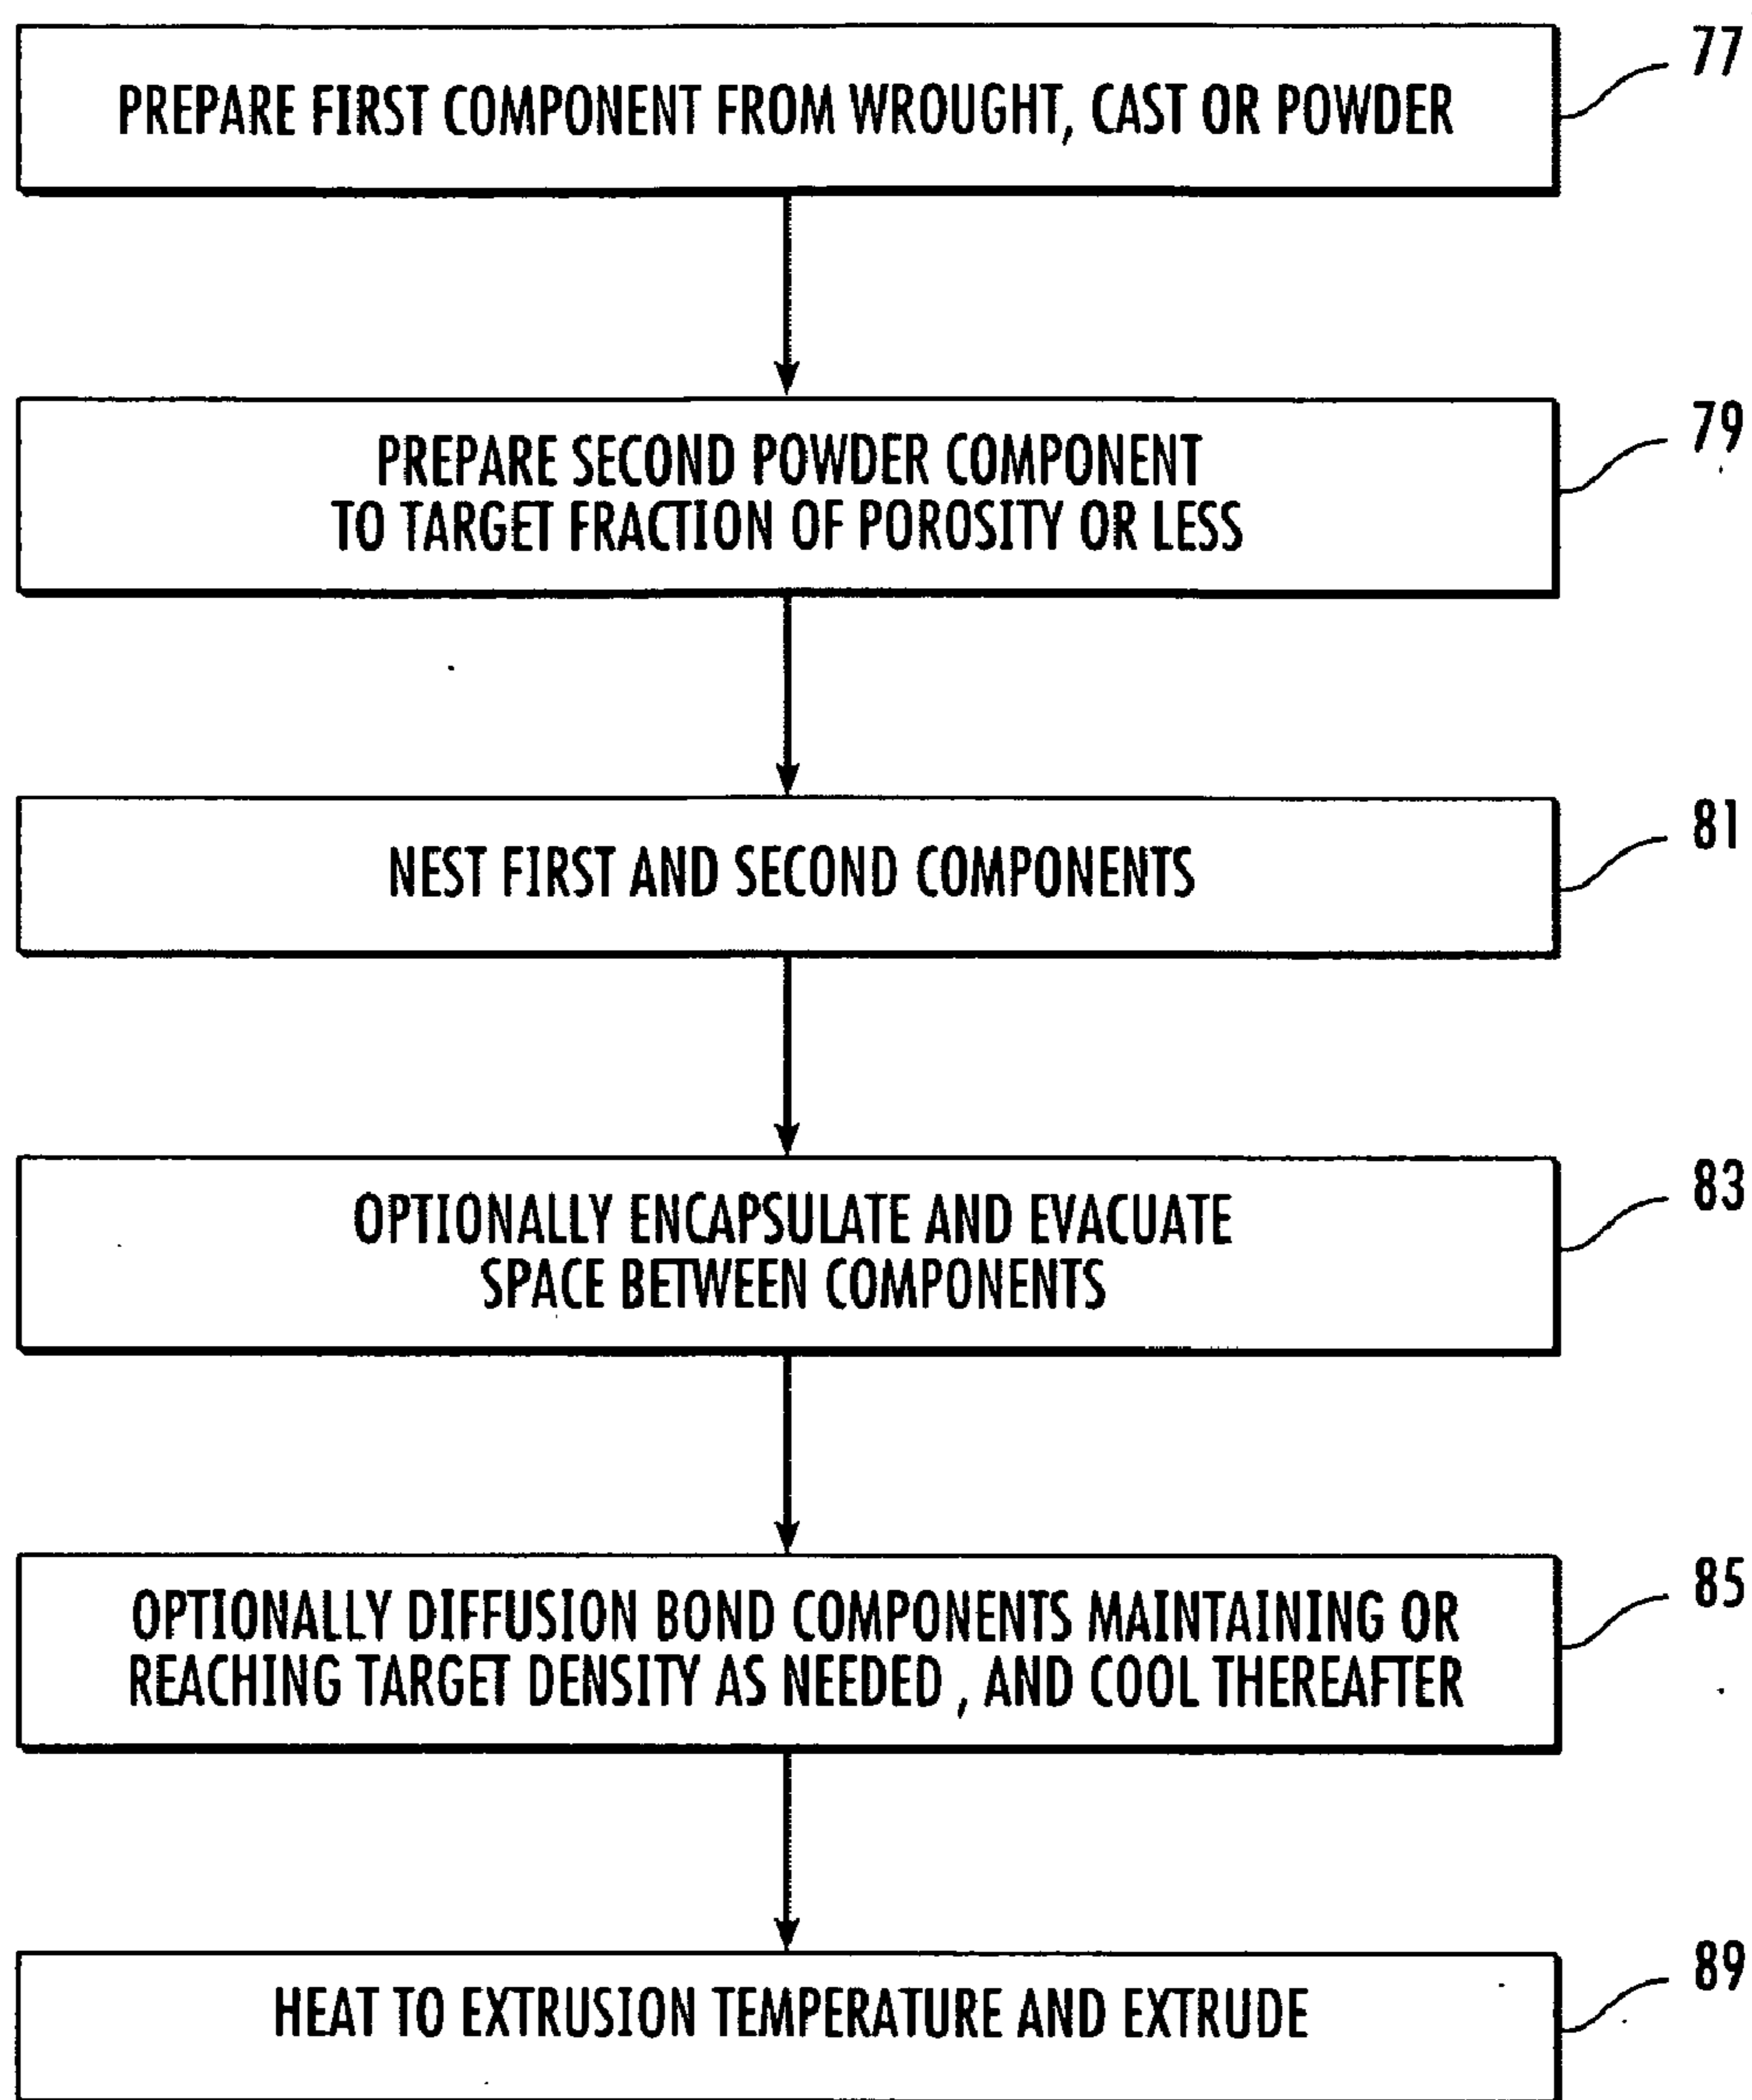 77
PREPARE FIRST COMPONENT FROM WROUGHT, CAST OR POWDER
79
PREPARE SECOND POWDER COMPONENT
TO TARGET FRACTION OF POROSITY OR LESS
81
NEST FIRST AND SECOND COMPONENTS
83
OPTIONALLY ENCAPSULATE AND EVACUATE
SPACE BETWEEN COMPONENTS
85
OPTIONALLY DIFFUSION BOND COMPONENTS MAINTAINING OR
REACHING TARGET DENSITY AS NEEDED , AND COOL THEREAFTER
89
HEAT TO EXTRUSION TEMPERATURE AND EXTRUDE